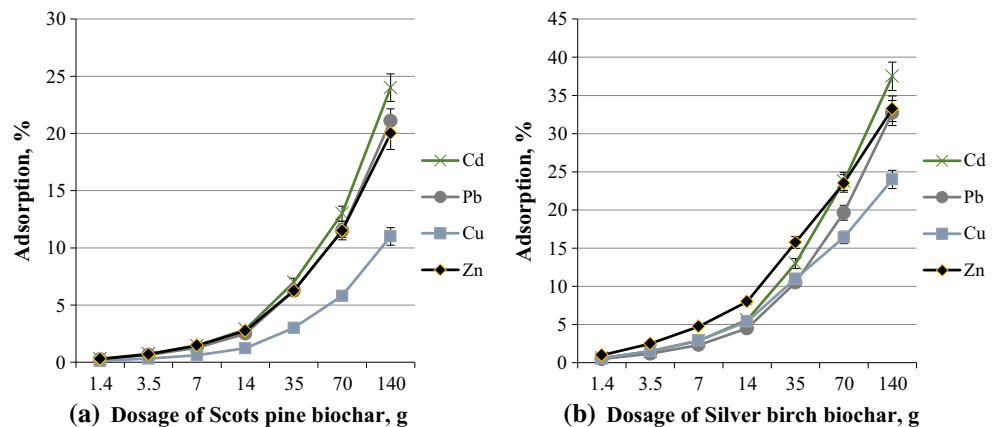 30
25
20
15
10
5
0
Adsorption, %
1.4 3.5 7 14 35 70 140
(a) Dosage of Scots pine biochar, g
Cd
Pb
Cu
Zn
45
40
35
30
25
20
15
10
5
0
Adsorption, %
1.4 3.5 7 14 35 70 140
(b) Dosage of Silver birch biochar, g
Cd
Pb
Cu
Zn